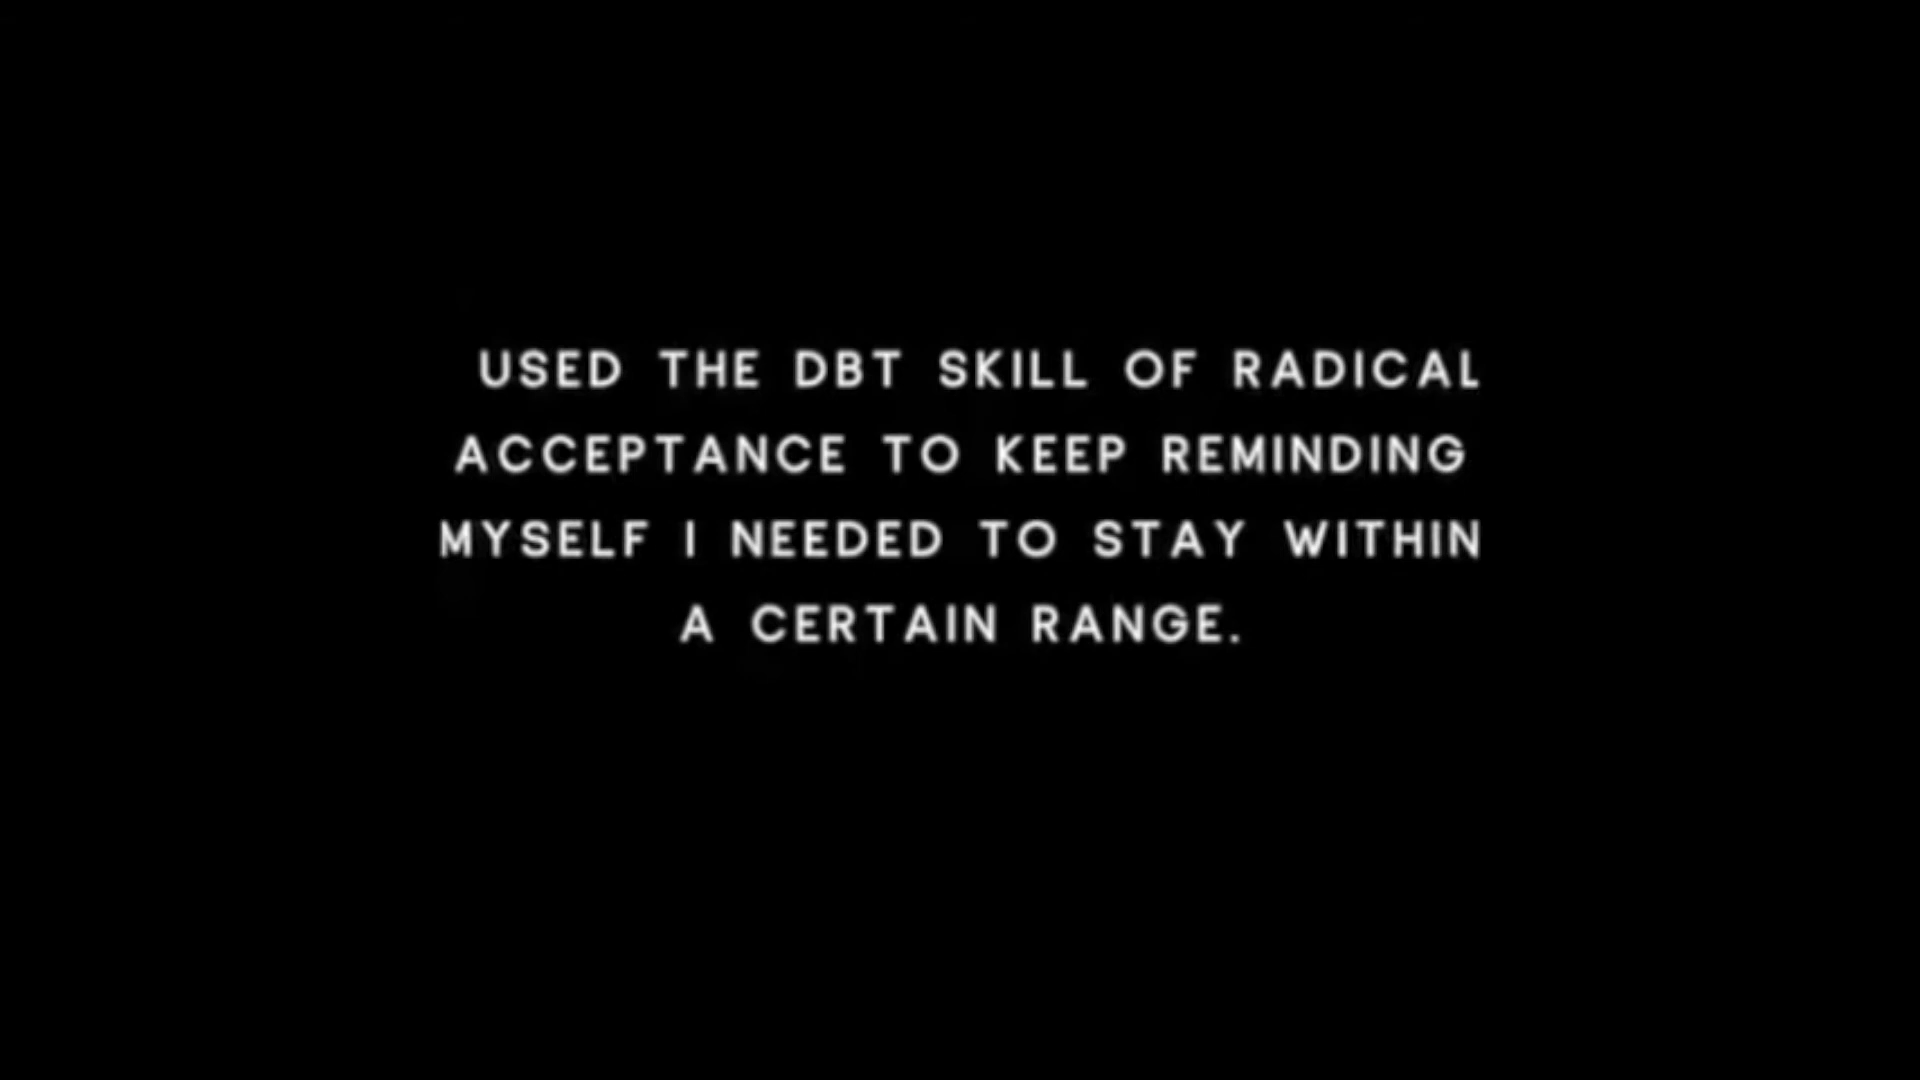 USED THE DBT SKILL OF RADICAL
ACCEPTANCE TO KEEP REMINDING
MYSELF I NEEDED TO STAY WITHIN
A CERTAIN RANGE.